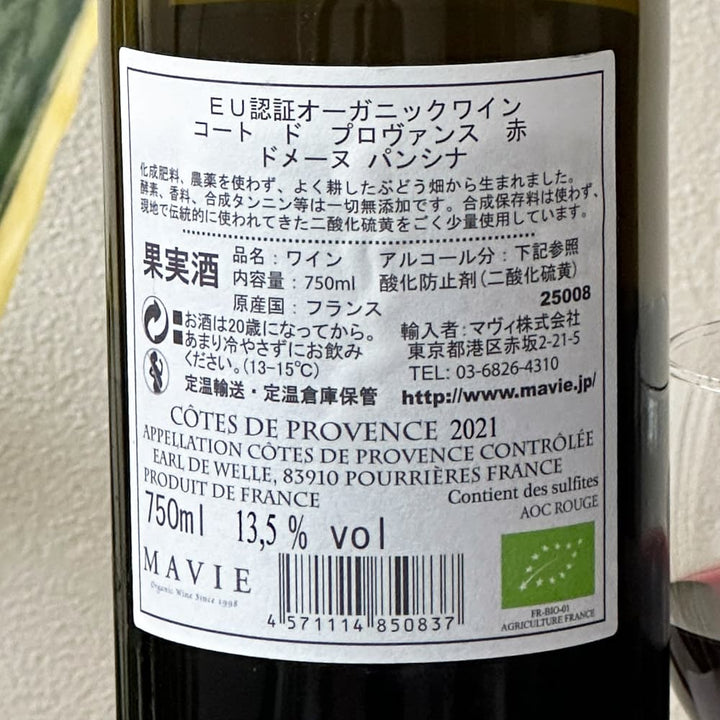 EU認証オーガニックワイン
コート ド プロヴァンス 赤
ドメーヌ パンシナ
化成肥料、農薬を使わず、よく耕したぶどう畑から生まれました。
酵素、香料、合成タンニン等は一切無添加です。合成保存料は使わず、
現地で伝統的に使われてきた二酸化硫黄をごく少量使用しています。
果実酒
品名：ワイン アルコール分：下記参照
内容量：750ml 酸化防止剤(二酸化硫黄)
原産国：フランス 25008
お酒は20歳になってから。
あまり冷やさずにお飲み
ください。(13-15℃)
定温輸送・定温倉庫保管
輸入者：マヴィ株式会社
東京都港区赤坂2-21-5
TEL: 03-6826-4310
http://www.mavie.jp/
CÔTES DE PROVENCE 2021
APPELLATION CÔTES DE PROVENCE CONTRÔLÉE
EARL DE WELLE, 83910 POURRIÈRES FRANCE
PRODUIT DE FRANCE
Contient des sulfites
AOC ROUGE
750ml 13,5 % vol
MAVIE
Organic Wine Since 1998
4 571114 850837
FR-BIO-01
AGRICULTURE FRANCE